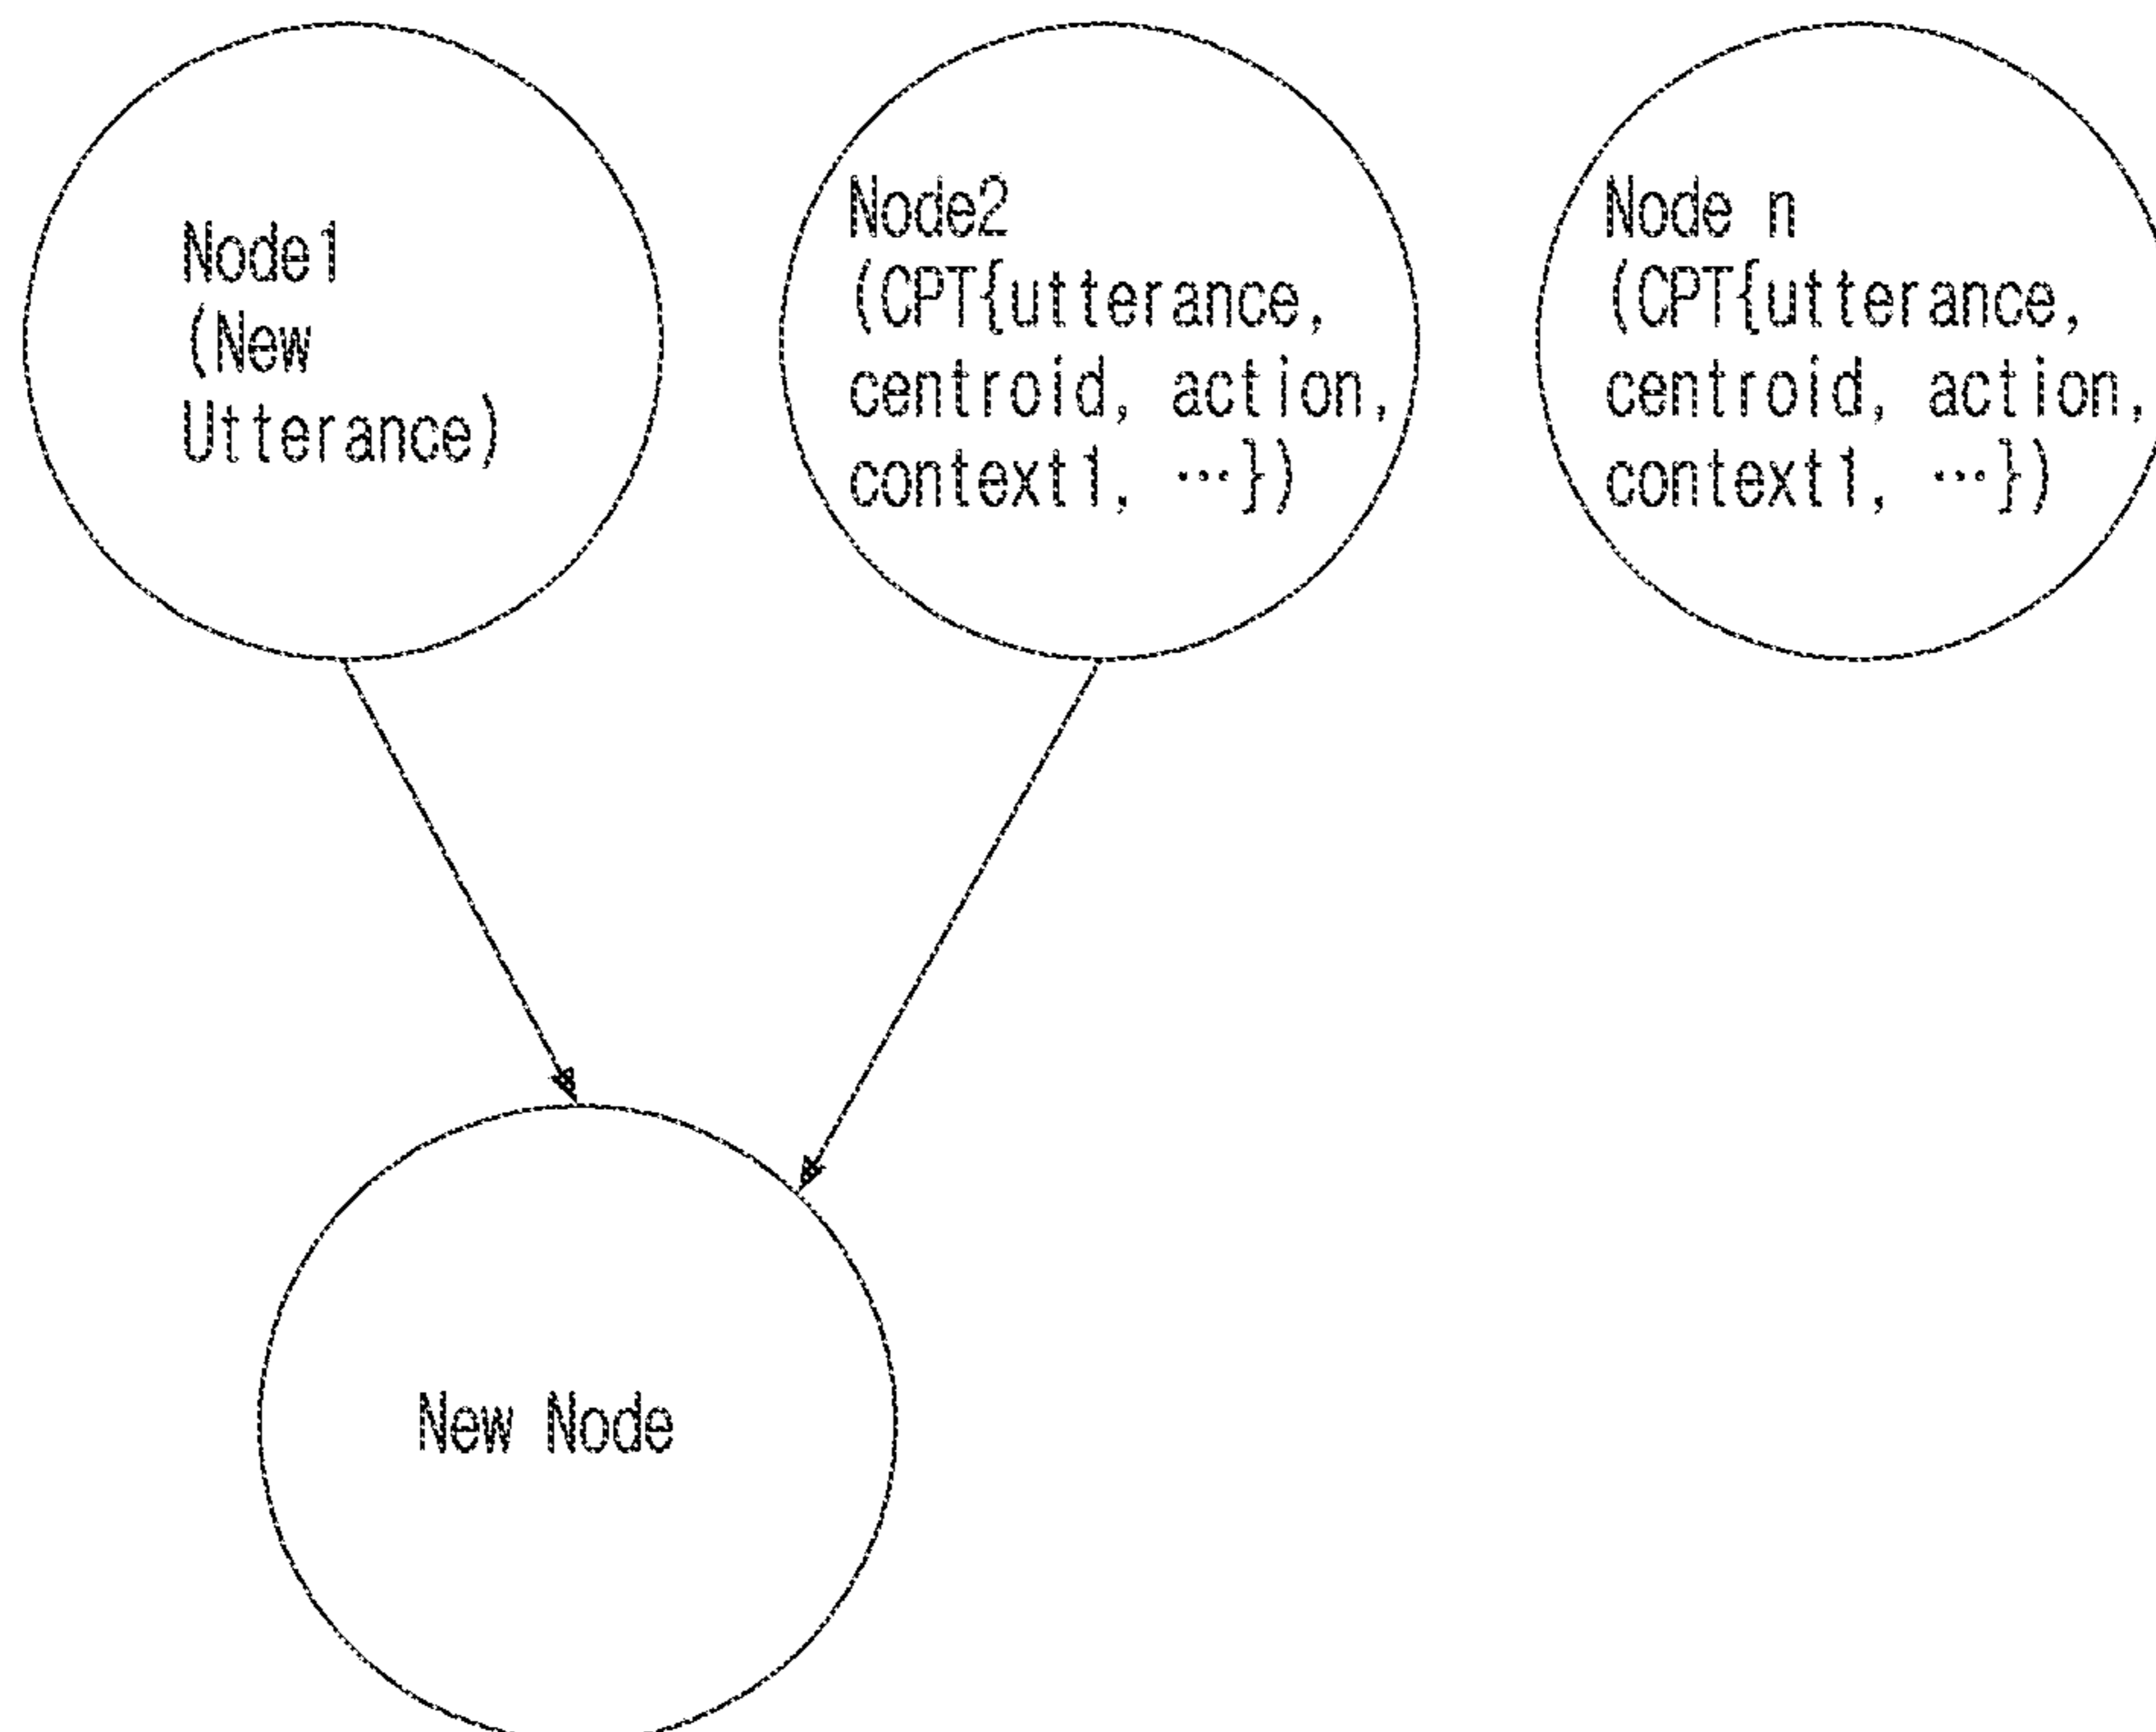 Node1
(New
Utterance)
Node2
(CPT{utterance,
centroid, action,
context1, …})
Node n
(CPT{utterance,
centroid, action,
context1, …})
New Node